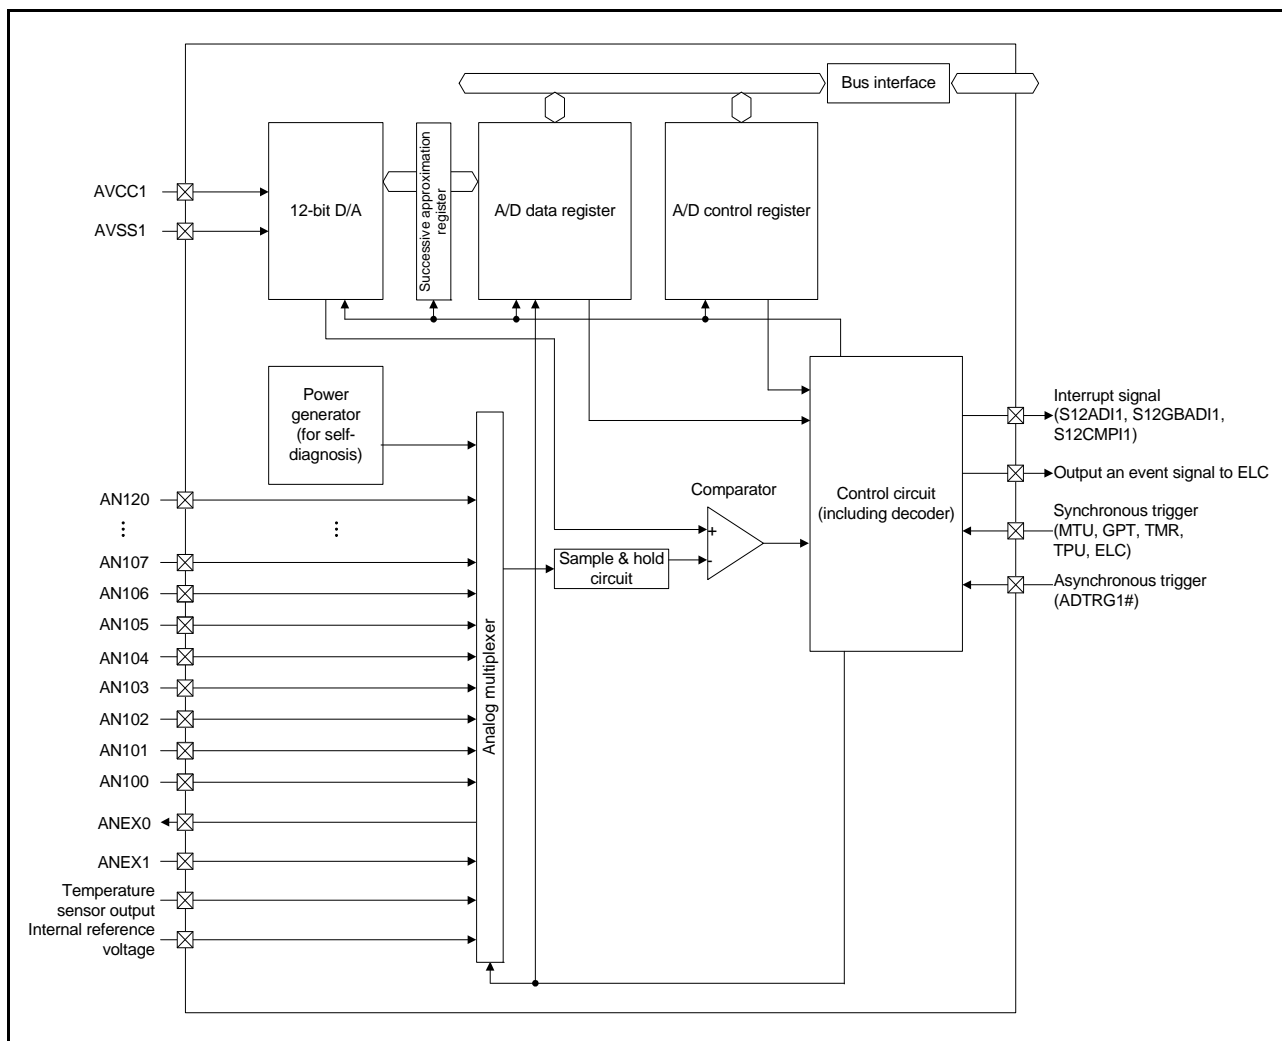 Bus interface
AVCC1
AVSS1
12-bit D/A
Successive approximation
register
A/D data register
A/D control register
Power
generator
(for self-
diagnosis)
Interrupt signal
(S12ADI1, S12GBADI1,
S12CMPI1)
Output an event signal to ELC
Synchronous trigger
(MTU, GPT, TMR,
TPU, ELC)
Asynchronous trigger
(ADTRG1#)
Control circuit
(including decoder)
Comparator
+
-
Sample & hold
circuit
Analog multiplexer
AN120
...
...
AN107
AN106
AN105
AN104
AN103
AN102
AN101
AN100
ANEX0
ANEX1
Temperature
sensor output
Internal reference
voltage